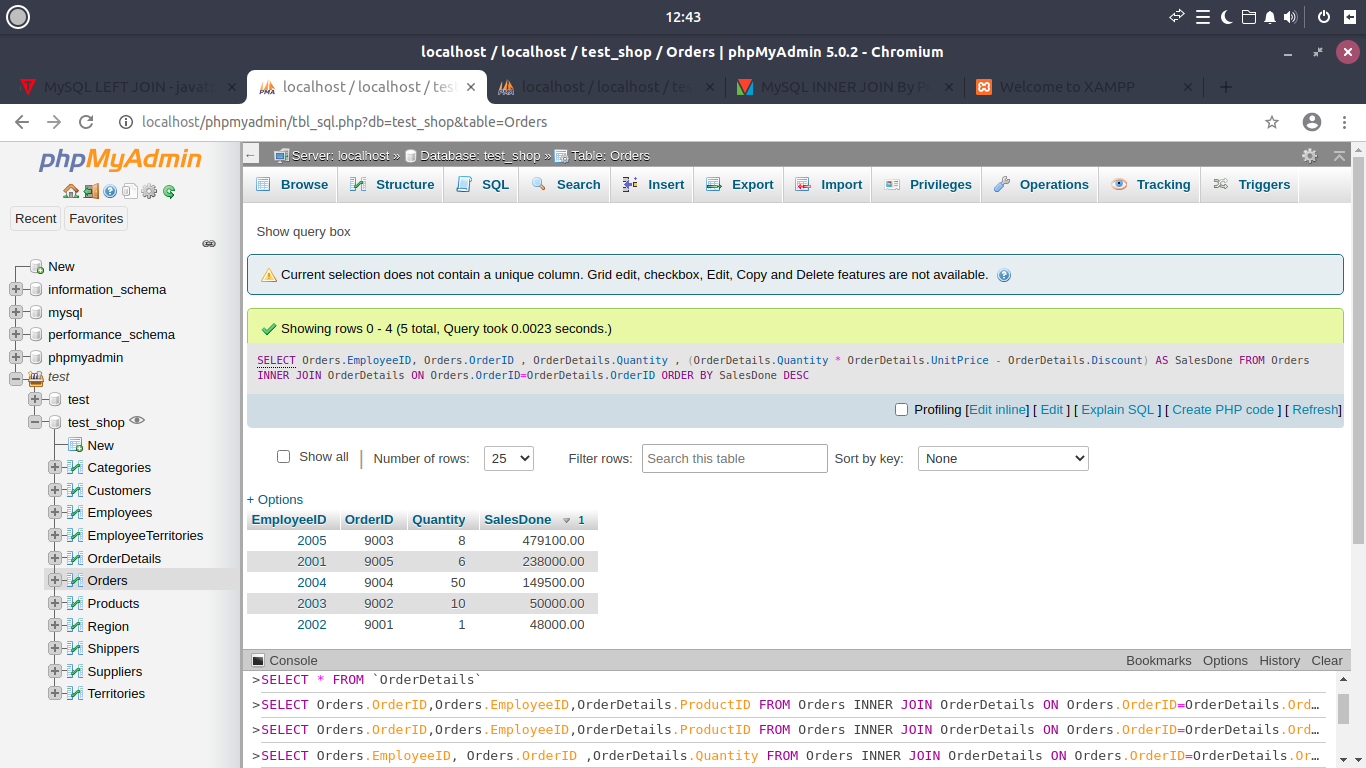 12:43
localhost / localhost / test_shop / Orders | phpMyAdmin 5.0.2 - Chromium
MySQL LEFT JOIN - javat
localhost / localhost / test
localhost / localhost / test
MySQL INNER JOIN By P
Welcome to XAMPP
localhost/phpmyadmin/tbl_sql.php?db=test_shop&table=Orders
phpMyAdmin
Recent
Favorites
New
information_schema
mysql
performance_schema
phpmyadmin
test
test
test_shop
New
Categories
Customers
Employees
EmployeeTerritories
OrderDetails
Orders
Products
Region
Shippers
Suppliers
Territories
Server: localhost » Database: test_shop » Table: Orders
Browse Structure SQL Search Insert Export Import Privileges Operations Tracking Triggers
Show query box
Current selection does not contain a unique column. Grid edit, checkbox, Edit, Copy and Delete features are not available.
Showing rows 0 - 4 (5 total, Query took 0.0023 seconds.)
SELECT Orders.EmployeeID, Orders.OrderID , OrderDetails.Quantity , (OrderDetails.Quantity * OrderDetails.UnitPrice - OrderDetails.Discount) AS SalesDone FROM Orders
INNER JOIN OrderDetails ON Orders.OrderID=OrderDetails.OrderID ORDER BY SalesDone DESC
Profiling [Edit inline] [ Edit ] [ Explain SQL ] [ Create PHP code ] [ Refresh]
Show all | Number of rows: 25 Filter rows: Search this table Sort by key: None
+ Options
EmployeeID OrderID Quantity SalesDone 1
2005 9003 8 479100.00
2001 9005 6 238000.00
2004 9004 50 149500.00
2003 9002 10 50000.00
2002 9001 1 48000.00
Console Bookmarks Options History Clear
>SELECT * FROM `OrderDetails`
>SELECT Orders.OrderID,Orders.EmployeeID,OrderDetails.ProductID FROM Orders INNER JOIN OrderDetails ON Orders.OrderID=OrderDetails.Ord…
>SELECT Orders.OrderID,Orders.EmployeeID,OrderDetails.ProductID FROM Orders INNER JOIN OrderDetails ON Orders.OrderID=OrderDetails.Ord…
>SELECT Orders.EmployeeID, Orders.OrderID ,OrderDetails.Quantity FROM Orders INNER JOIN OrderDetails ON Orders.OrderID=OrderDetails.Or…